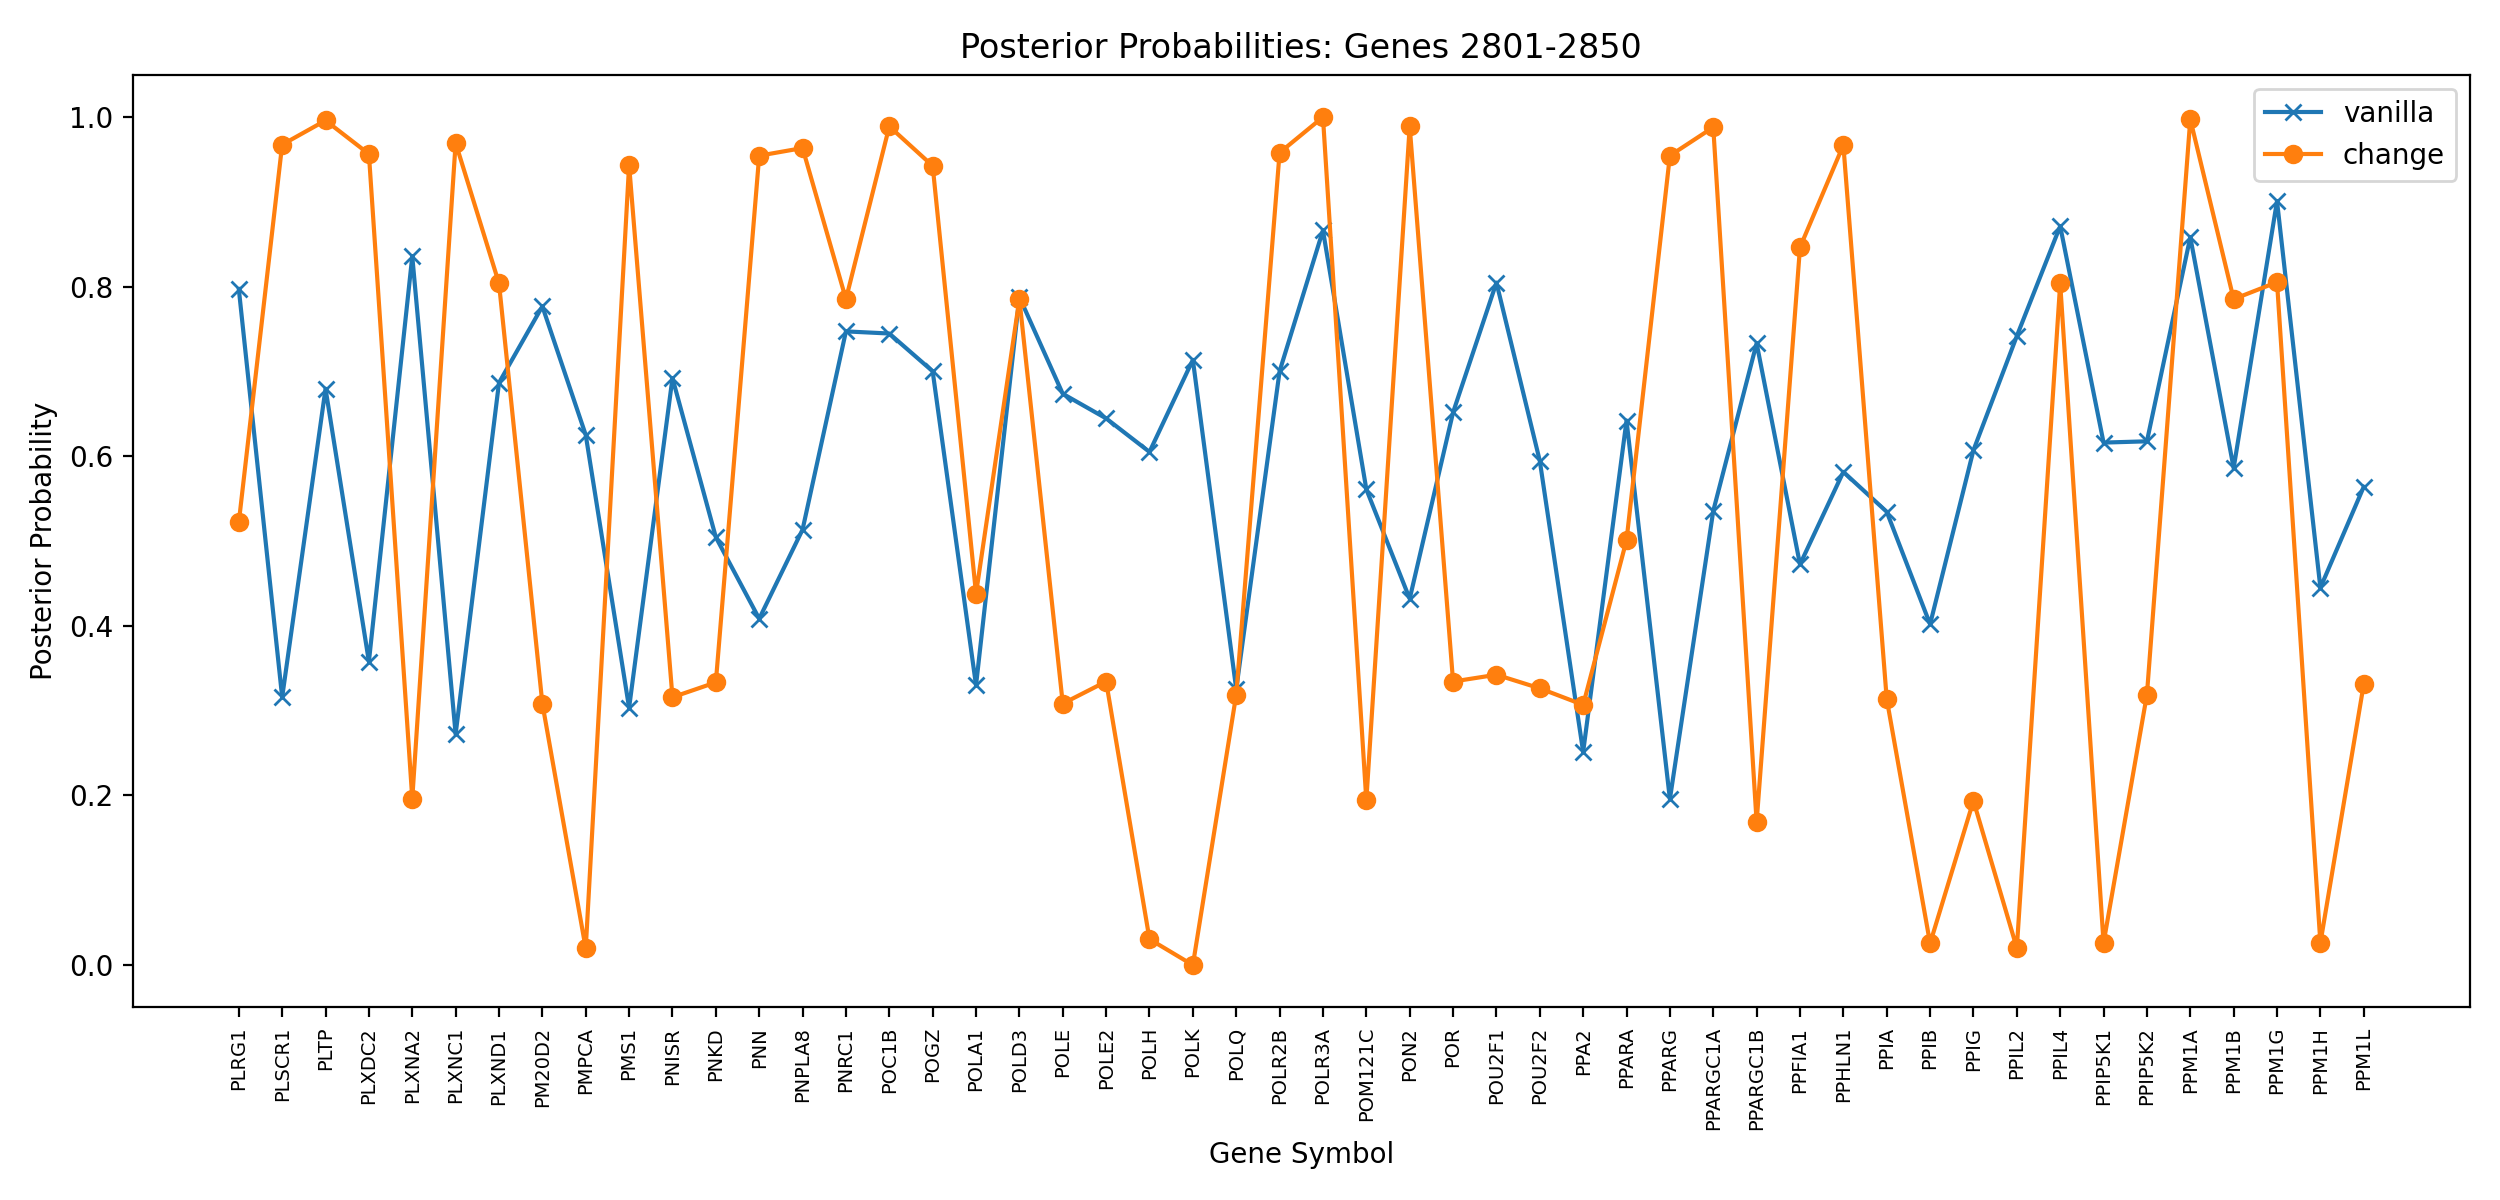 Posterior Probabilities: Genes 2801-2850
vanilla
change
Posterior Probability
1.0
0.8
0.6
0.4
0.2
0.0
PLRG1
PLSCR1
PLTP
PLXDC2
PLXNA2
PLXNC1
PLXND1
PM20D2
PMPCA
PMS1
PNISR
PNKD
PNN
PNPLA8
PNRC1
POC1B
POGZ
POLA1
POLD3
POLE
POLE2
POLH
POLK
POLQ
POLR2B
POLR3A
POM121C
PON2
POR
POU2F1
POU2F2
PPA2
PPARA
PPARG
PPARGC1A
PPARGC1B
PPFIA1
PPHLN1
PPIA
PPIB
PPIG
PPIL2
PPIL4
PPIP5K1
PPIP5K2
PPM1A
PPM1B
PPM1G
PPM1H
PPM1L
Gene Symbol